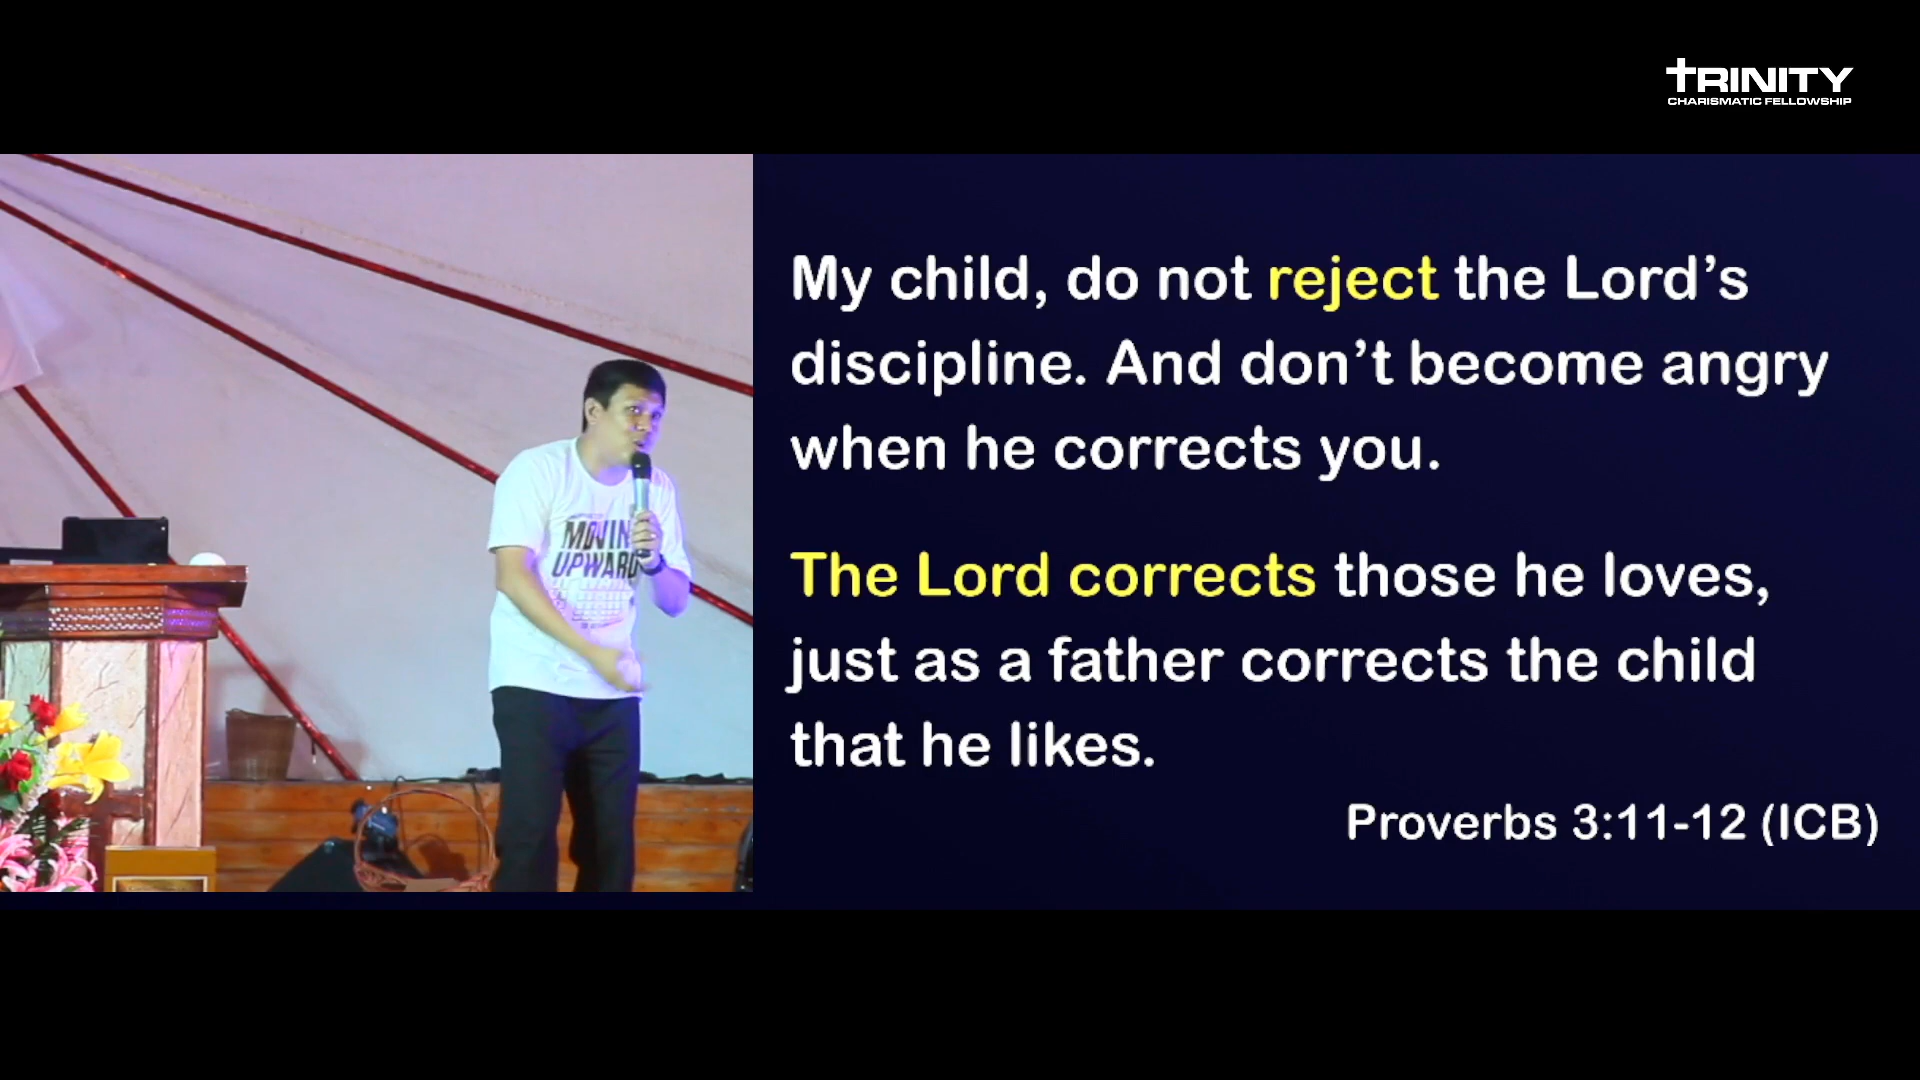 TRINITY
CHARISMATIC FELLOWSHIP
My child, do not reject the Lord’s
discipline. And don’t become angry
when he corrects you.
The Lord corrects those he loves,
just as a father corrects the child
that he likes.
Proverbs 3:11-12 (ICB)
MOVIN
UPWARD